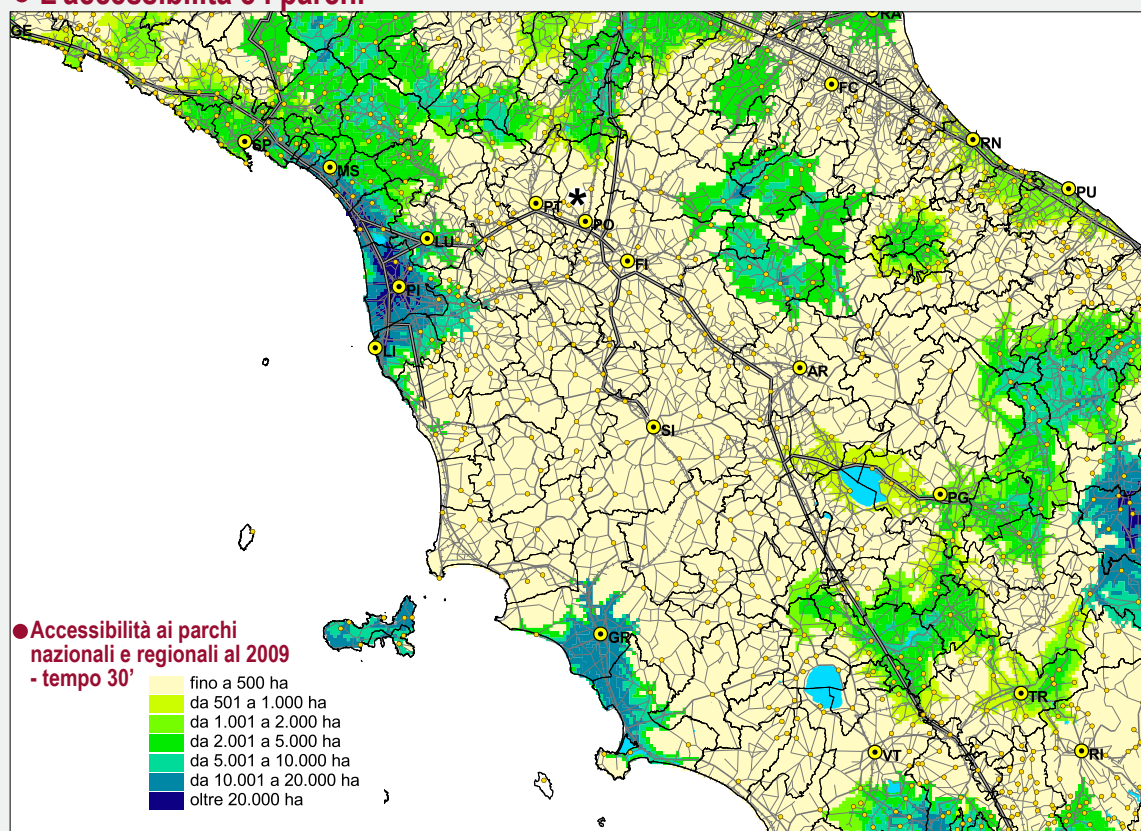 ● L'accessibilità e i parchi
GE
RA
FC
SP
RN
MS
PU
PT
*
PO
LU
FI
PI
LI
AR
SI
PG
GR
TR
VT
RI
● Accessibilità ai parchi
nazionali e regionali al 2009
- tempo 30’
fino a 500 ha
da 501 a 1.000 ha
da 1.001 a 2.000 ha
da 2.001 a 5.000 ha
da 5.001 a 10.000 ha
da 10.001 a 20.000 ha
oltre 20.000 ha